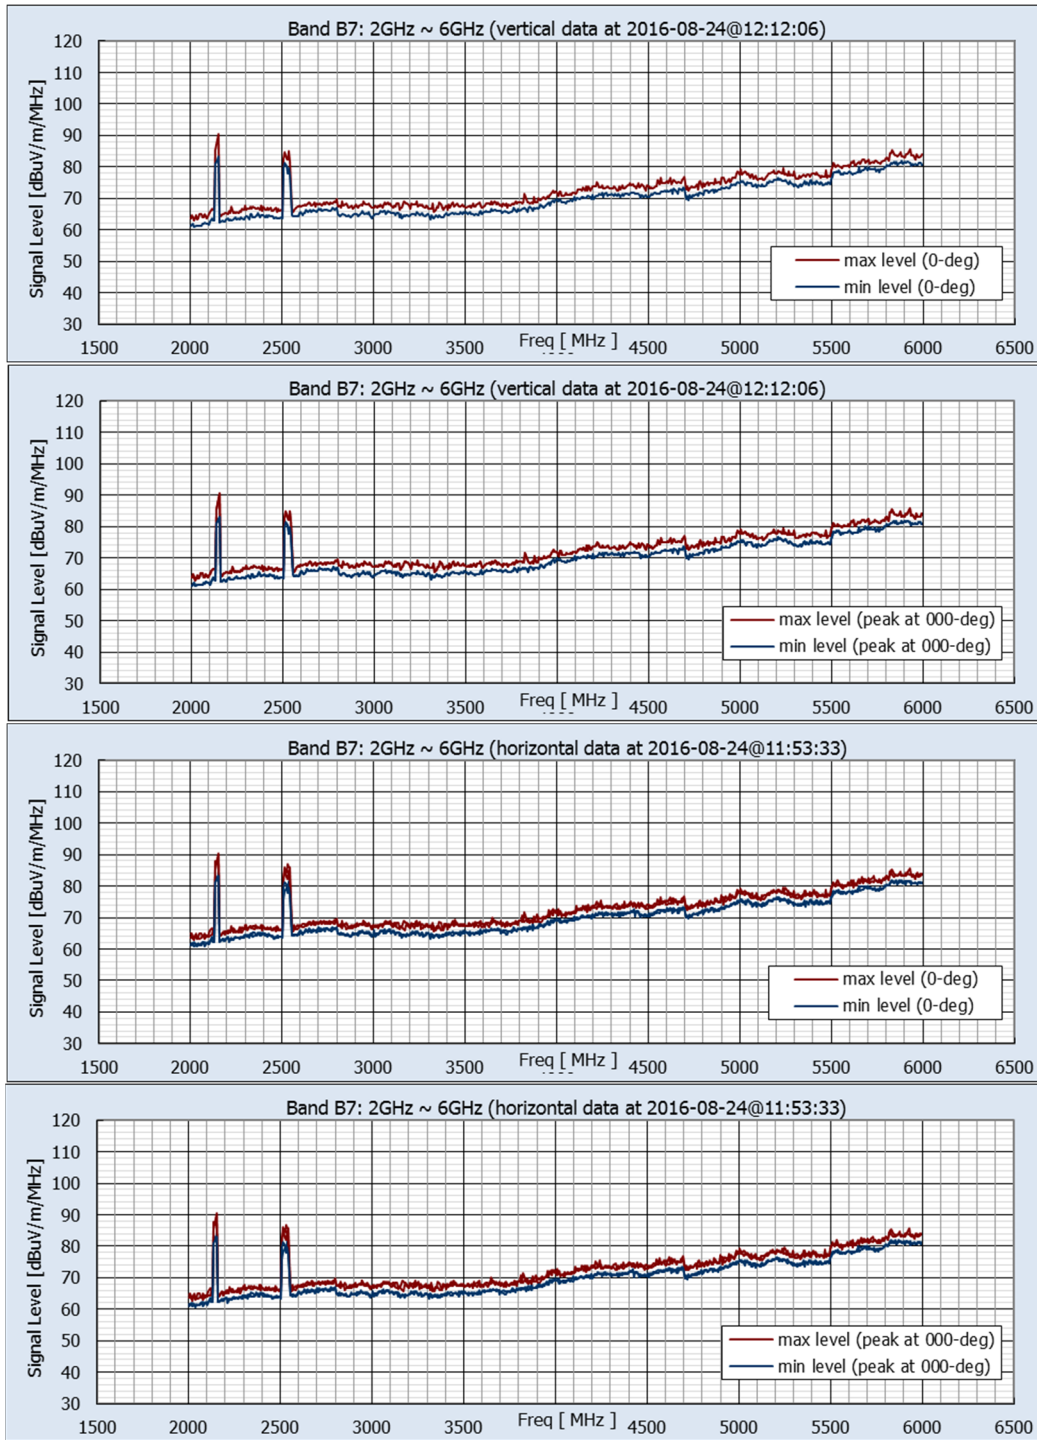 Band B7: 2GHz ~ 6GHz (vertical data at 2016-08-24@12:12:06)
120
110
100
90
80
70
60
50
40
30
Signal Level [dBuV/m/MHz]
max level (0-deg)
min level (0-deg)
1500 2000 2500 3000 3500 4000 4500 5000 5500 6000 6500
Freq [ MHz ]
Band B7: 2GHz ~ 6GHz (vertical data at 2016-08-24@12:12:06)
120
110
100
90
80
70
60
50
40
30
Signal Level [dBuV/m/MHz]
max level (peak at 000-deg)
min level (peak at 000-deg)
1500 2000 2500 3000 3500 4000 4500 5000 5500 6000 6500
Freq [ MHz ]
Band B7: 2GHz ~ 6GHz (horizontal data at 2016-08-24@11:53:33)
120
110
100
90
80
70
60
50
40
30
Signal Level [dBuV/m/MHz]
max level (0-deg)
min level (0-deg)
1500 2000 2500 3000 3500 4000 4500 5000 5500 6000 6500
Freq [ MHz ]
Band B7: 2GHz ~ 6GHz (horizontal data at 2016-08-24@11:53:33)
120
110
100
90
80
70
60
50
40
30
Signal Level [dBuV/m/MHz]
max level (peak at 000-deg)
min level (peak at 000-deg)
1500 2000 2500 3000 3500 4000 4500 5000 5500 6000 6500
Freq [ MHz ]